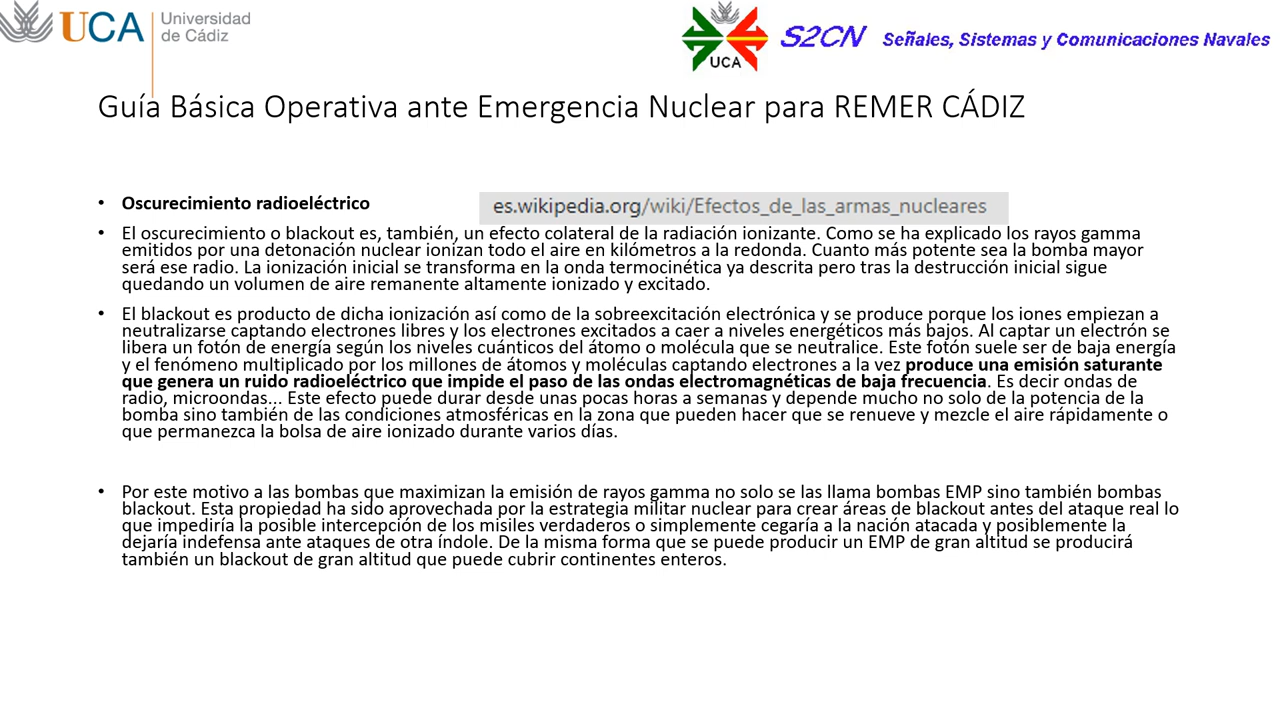 UCA
Universidad
de Cádiz
UCA
S2CN
Señales, Sistemas y Comunicaciones Navales
Guía Básica Operativa ante Emergencia Nuclear para REMER CÁDIZ
• Oscurecimiento radioeléctrico
es.wikipedia.org/wiki/Efectos_de_las_armas_nucleares
• El oscurecimiento o blackout es, también, un efecto colateral de la radiación ionizante. Como se ha explicado los rayos gamma
emitidos por una detonación nuclear ionizan todo el aire en kilómetros a la redonda. Cuanto más potente sea la bomba mayor
será ese radio. La ionización inicial se transforma en la onda termocinética ya descrita pero tras la destrucción inicial sigue
quedando un volumen de aire remanente altamente ionizado y excitado.
• El blackout es producto de dicha ionización así como de la sobreexcitación electrónica y se produce porque los iones empiezan a
neutralizarse captando electrones libres y los electrones excitados a caer a niveles energéticos más bajos. Al captar un electrón se
libera un fotón de energía según los niveles cuánticos del átomo o molécula que se neutralice. Este fotón suele ser de baja energía
y el fenómeno multiplicado por los millones de átomos y moléculas captando electrones a la vez produce una emisión saturante
que genera un ruido radioeléctrico que impide el paso de las ondas electromagnéticas de baja frecuencia. Es decir ondas de
radio, microondas... Este efecto puede durar desde unas pocas horas a semanas y depende mucho no solo de la potencia de la
bomba sino también de las condiciones atmosféricas en la zona que pueden hacer que se renueve y mezcle el aire rápidamente o
que permanezca la bolsa de aire ionizado durante varios días.
• Por este motivo a las bombas que maximizan la emisión de rayos gamma no solo se las llama bombas EMP sino también bombas
blackout. Esta propiedad ha sido aprovechada por la estrategia militar nuclear para crear áreas de blackout antes del ataque real lo
que impediría la posible intercepción de los misiles verdaderos o simplemente cegaría a la nación atacada y posiblemente la
dejaría indefensa ante ataques de otra índole. De la misma forma que se puede producir un EMP de gran altitud se producirá
también un blackout de gran altitud que puede cubrir continentes enteros.